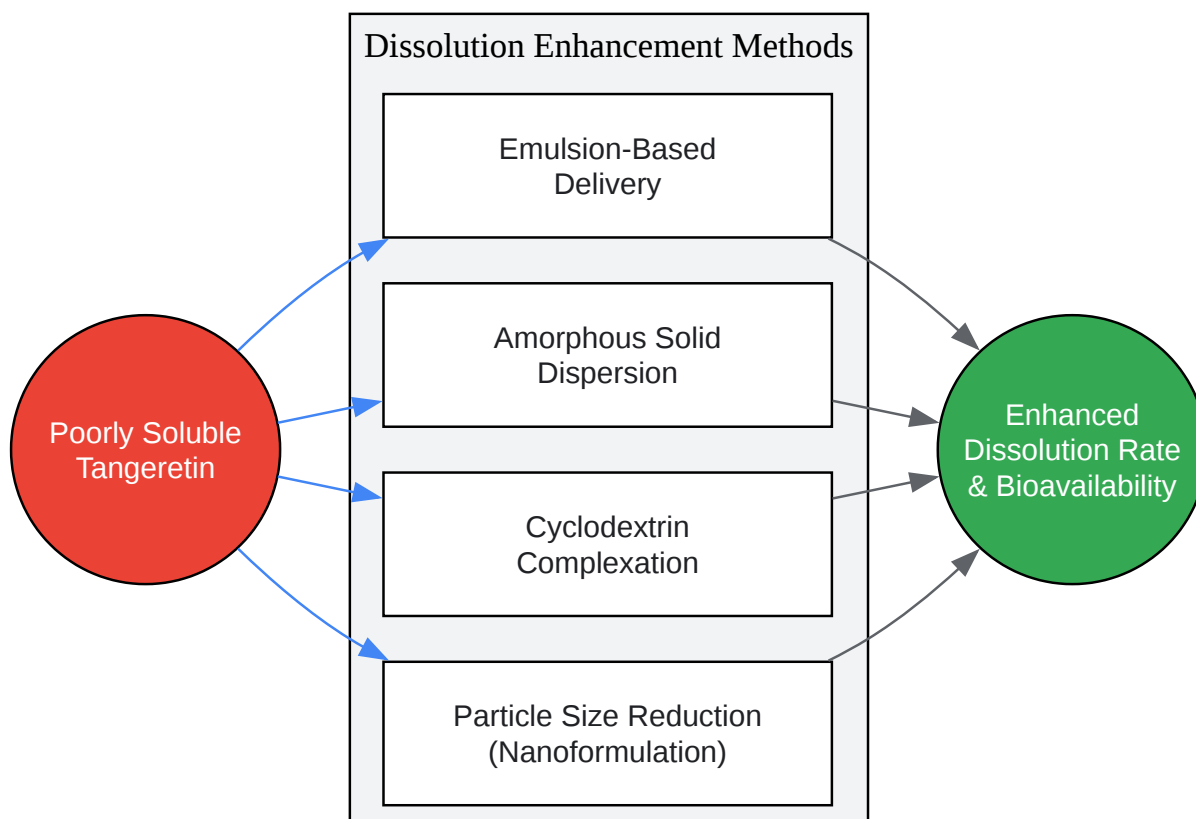 Dissolution Enhancement Methods
Emulsion-Based
Delivery
Amorphous Solid
Dispersion
Poorly Soluble
Tangeretin
Cyclodextrin
Complexation
Particle Size Reduction
(Nanoformulation)
Enhanced
Dissolution Rate
& Bioavailability